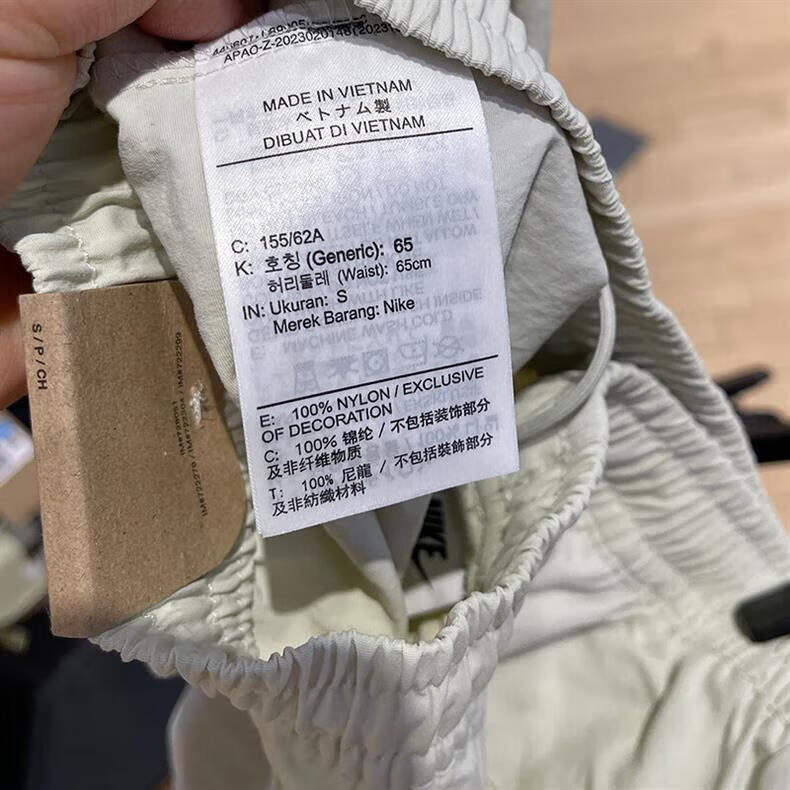 APAO-Z-2023020148
MADE IN VIETNAM
ベトナム製
DIBUAT DI VIETNAM
C: 155/62A
K: 호칭 (Generic): 65
허리둘레 (Waist): 65cm
IN: Ukuran: S
Merek Barang: Nike
E: 100% NYLON / EXCLUSIVE
OF DECORATION
C: 100% 锦纶 / 不包括装饰部分
及非纤维物质
T: 100% 尼龍 / 不包括裝飾部分
及非紡織材料
S / P / CH
NIKE